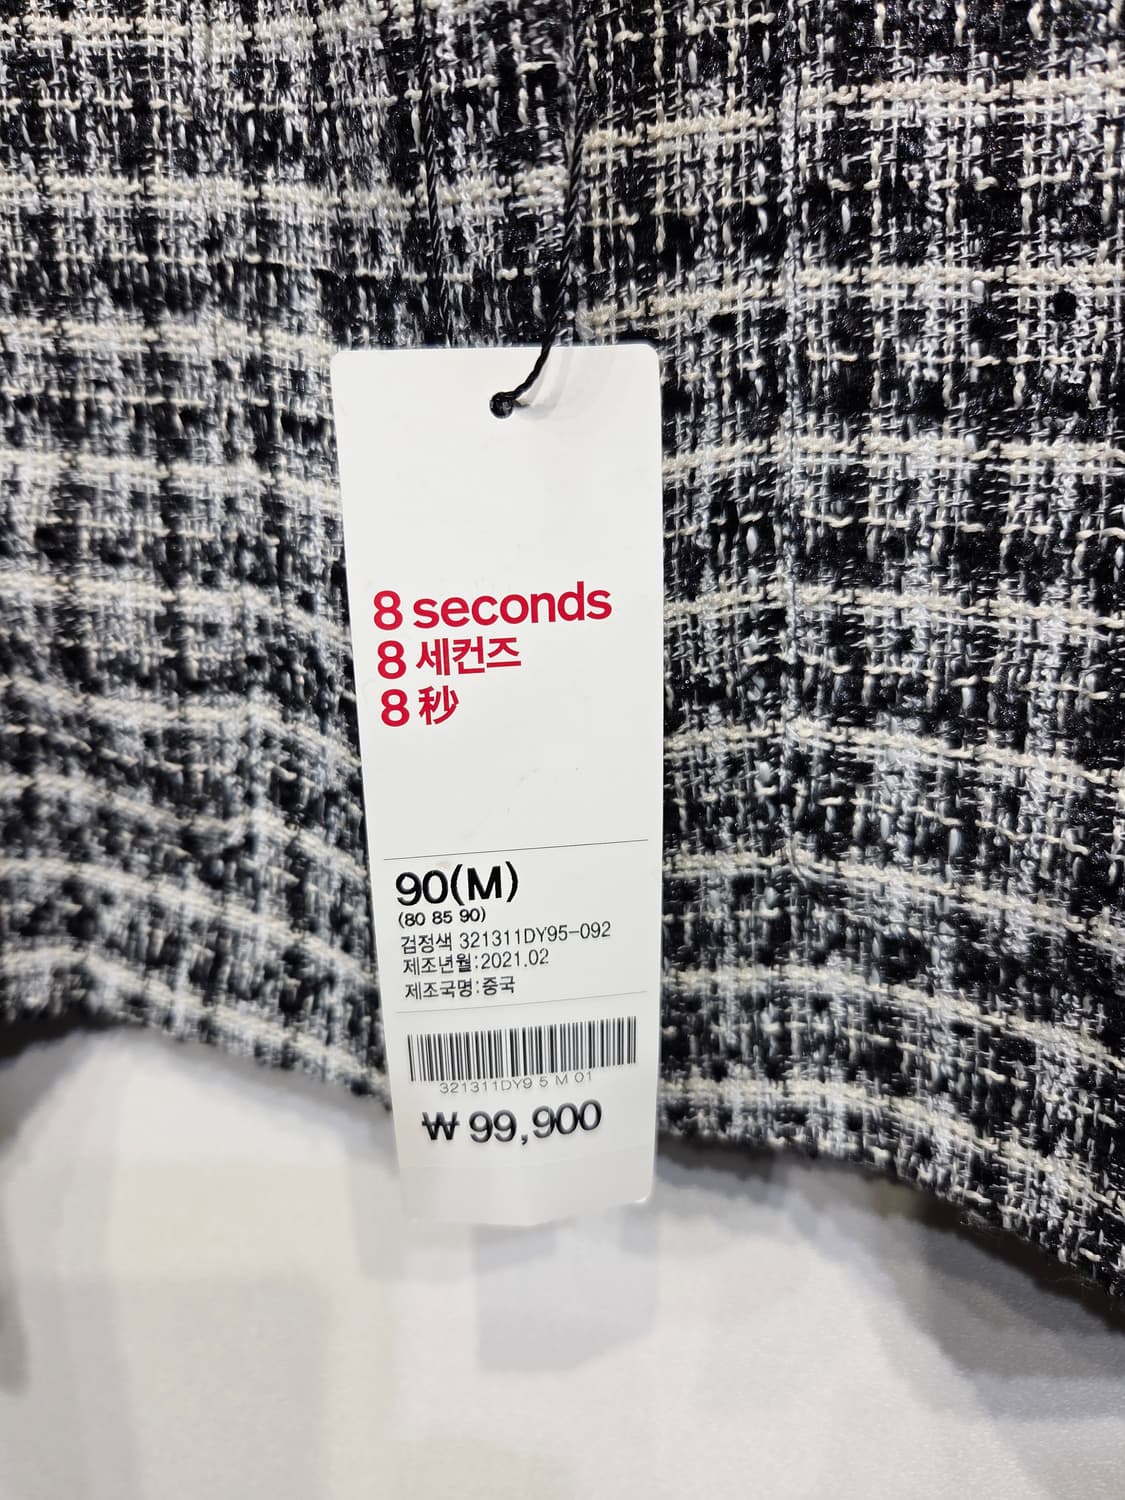 8 seconds
8 세컨즈
8 秒
90(M)
(80 85 90)
검정색 321311DY95-092
제조년월:2021.02
제조국명:중국
321311DY9 5 M 01
₩ 99,900